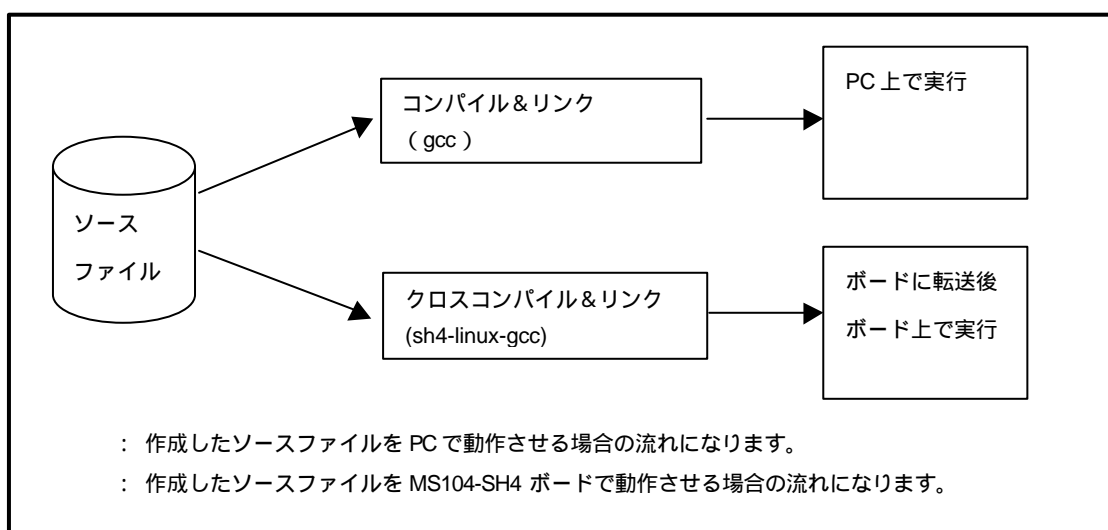 ソース
ファイル
コンパイル＆リンク
（ gcc ）
PC 上で実行
クロスコンパイル＆リンク
(sh4-linux-gcc)
ボードに転送後
ボード上で実行
： 作成したソースファイルを PC で動作させる場合の流れになります。
： 作成したソースファイルを MS104-SH4 ボードで動作させる場合の流れになります。